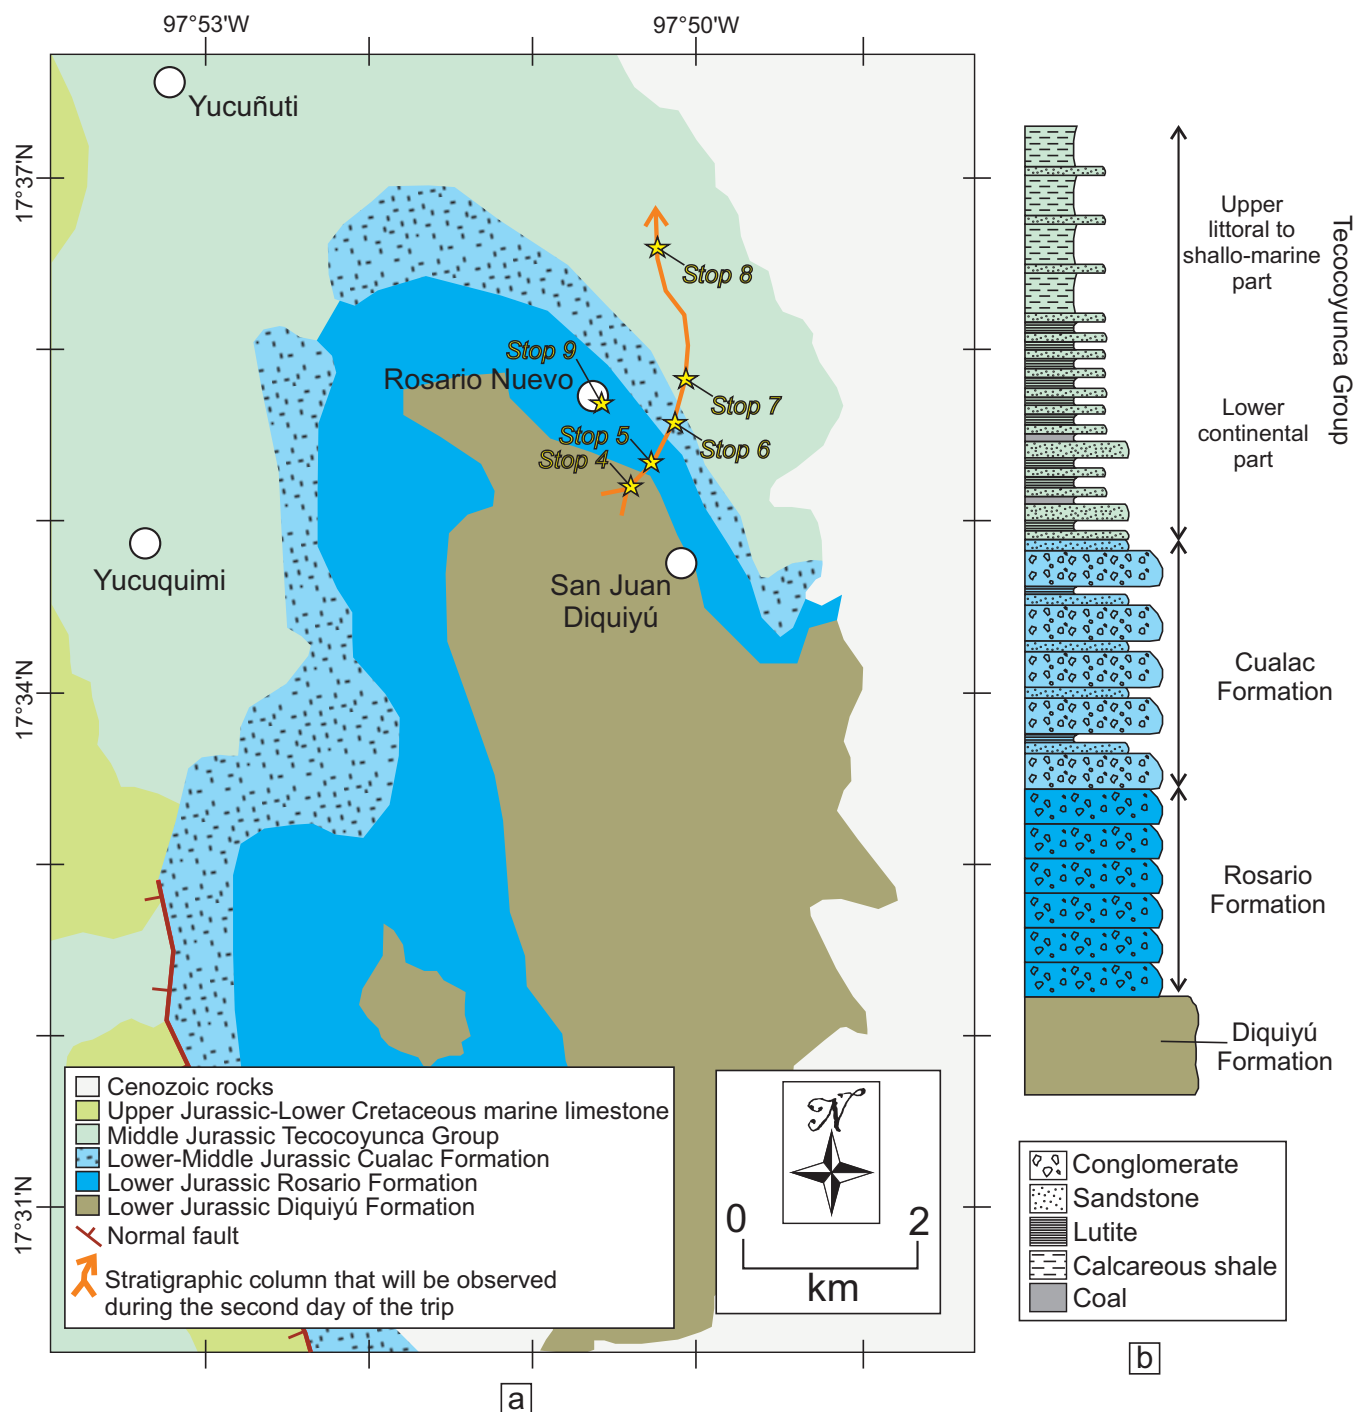 97°53'W
97°50'W
17°37'N
17°34'N
17°31'N
Yucuñuti
Stop 8
Stop 9
Rosario Nuevo
Stop 7
Stop 5
Stop 6
Stop 4
Yucuquimi
San Juan
Diquiyú
Cenozoic rocks
Upper Jurassic-Lower Cretaceous marine limestone
Middle Jurassic Tecocoyunca Group
Lower-Middle Jurassic Cualac Formation
Lower Jurassic Rosario Formation
Lower Jurassic Diquiyú Formation
Normal fault
Stratigraphic column that will be observed
during the second day of the trip
N
0 2
km
a
Upper
littoral to
shallo-marine
part
Tecocoyunca Group
Lower
continental
part
Cualac
Formation
Rosario
Formation
Diquiyú
Formation
Conglomerate
Sandstone
Lutite
Calcareous shale
Coal
b